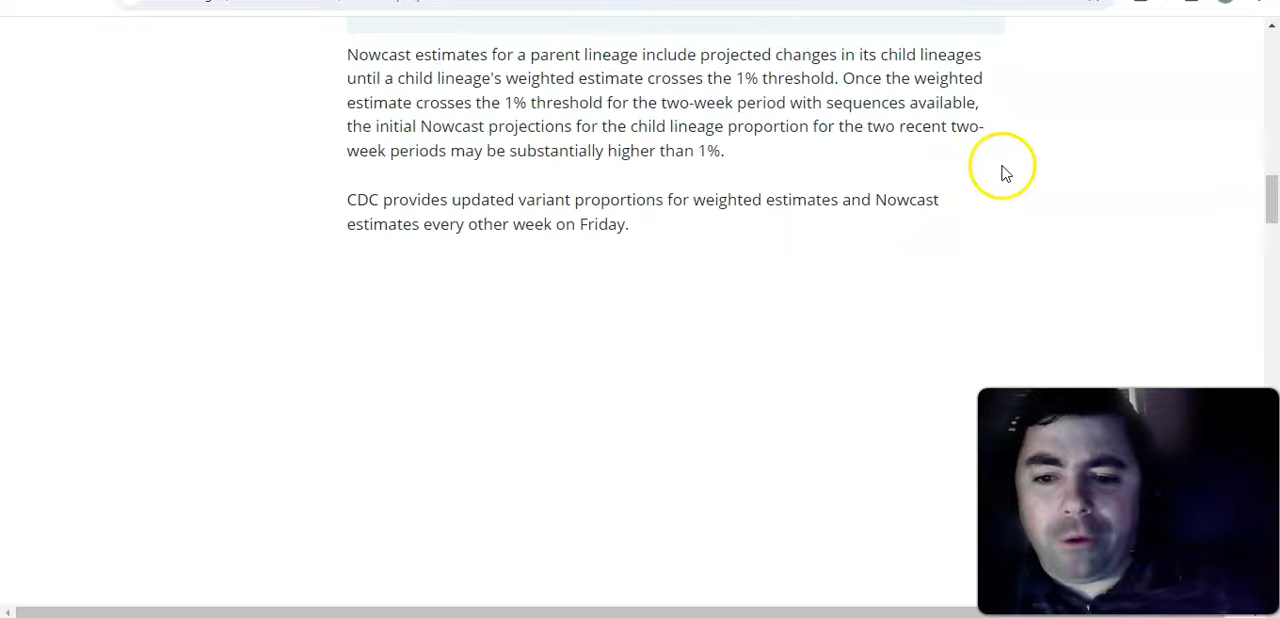 Nowcast estimates for a parent lineage include projected changes in its child lineages
until a child lineage's weighted estimate crosses the 1% threshold. Once the weighted
estimate crosses the 1% threshold for the two-week period with sequences available,
the initial Nowcast projections for the child lineage proportion for the two recent two-
week periods may be substantially higher than 1%.
CDC provides updated variant proportions for weighted estimates and Nowcast
estimates every other week on Friday.